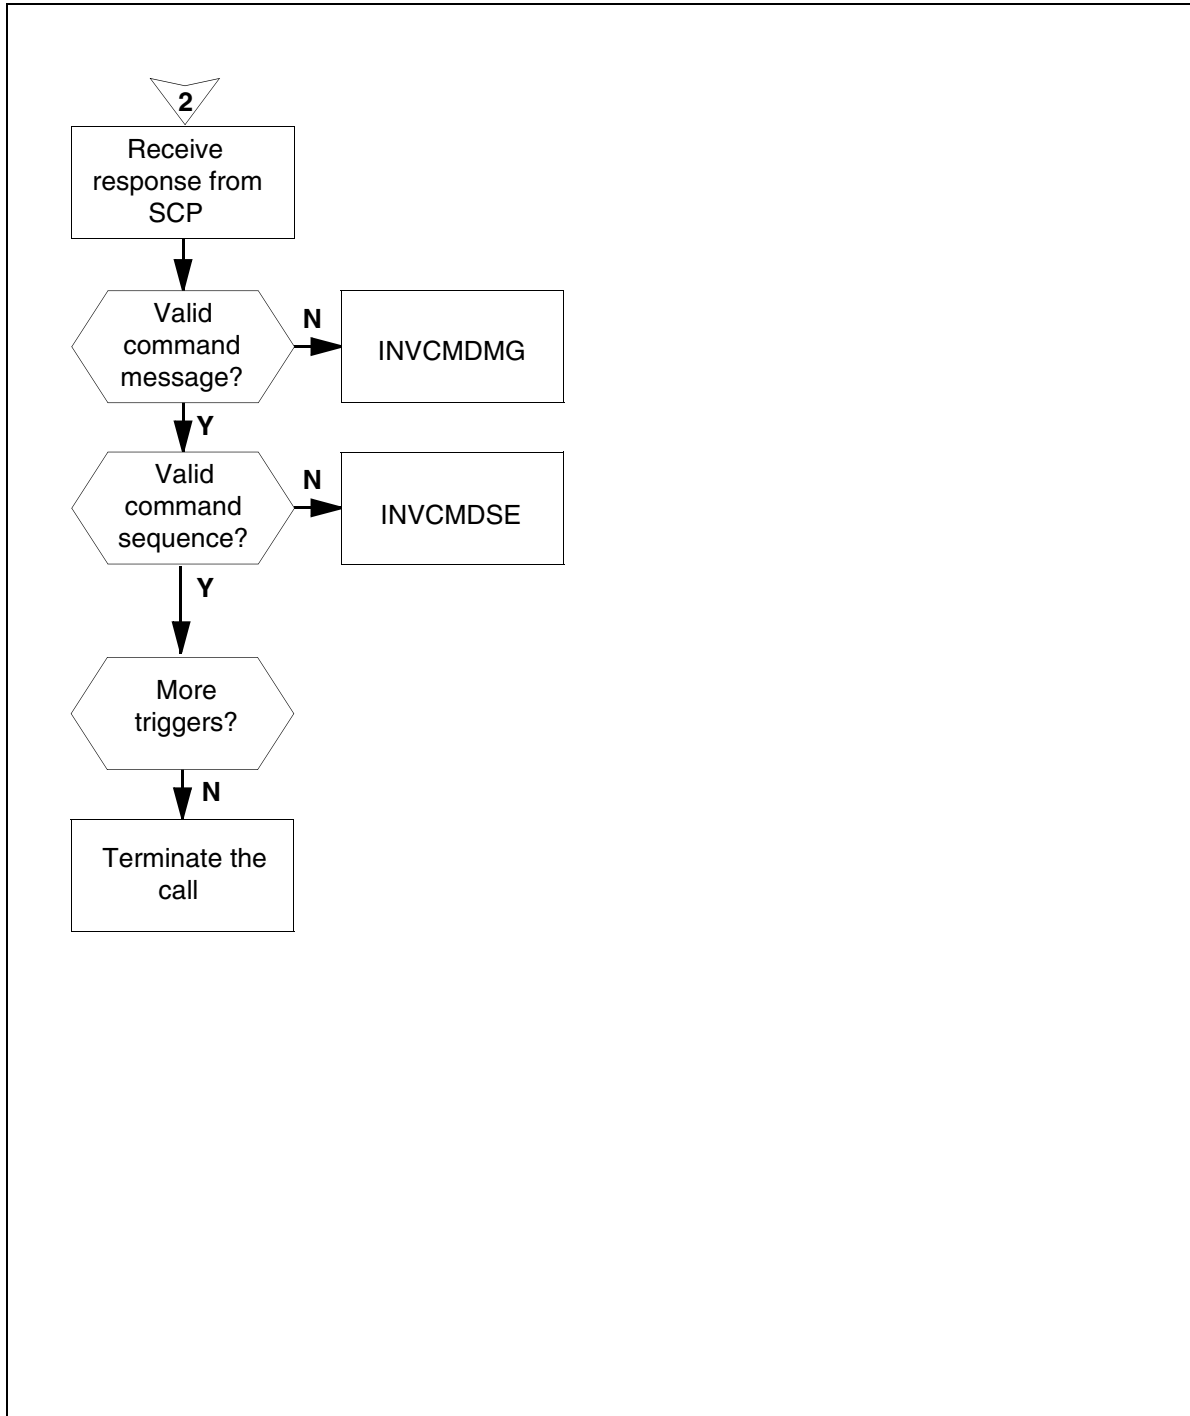 2
Receive
response from
SCP
Valid
command
message?
N
INVCMDMG
Y
Valid
command
sequence?
N
INVCMDSE
Y
More
triggers?
N
Terminate the
call